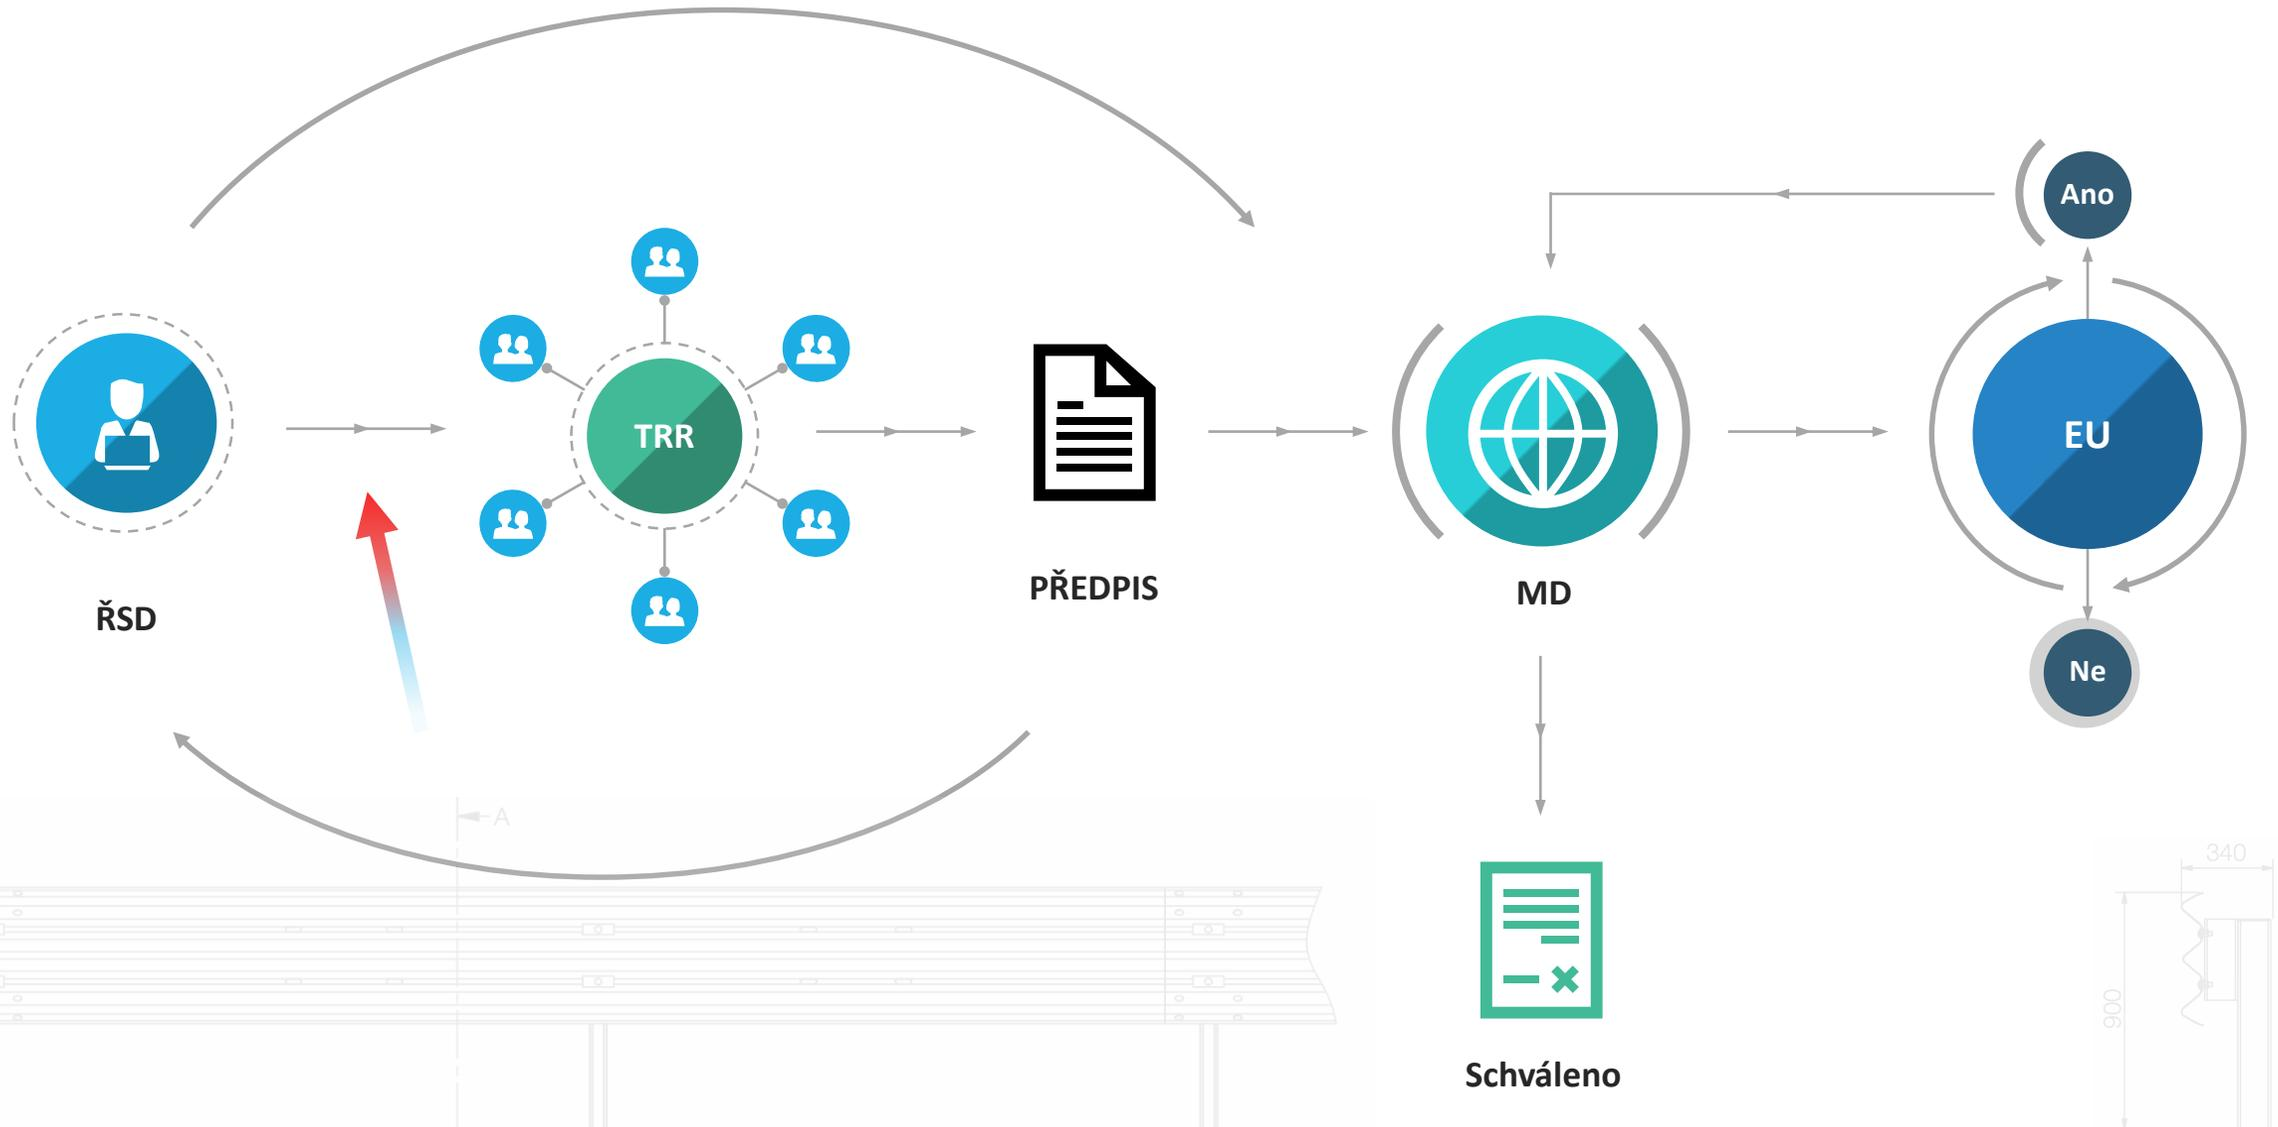 Ano
TRR
EU
PŘEDPIS
MD
ŘSD
Ne
A
340
900
Schváleno